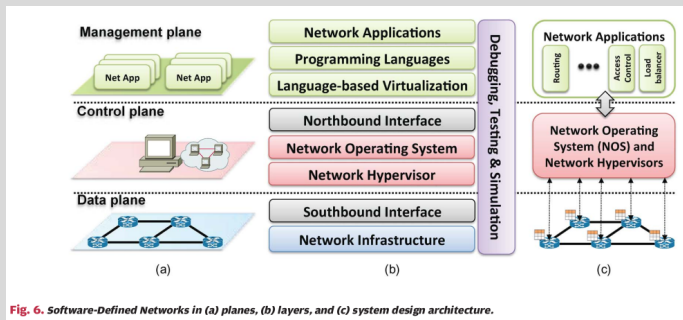 Management plane
Net App
Net App
Control plane
Data plane
(a)
Network Applications
Programming Languages
Language-based Virtualization
Northbound Interface
Network Operating System
Network Hypervisor
Southbound Interface
Network Infrastructure
(b)
Debugging, Testing & Simulation
Network Applications
Routing
Access
Control
Load
balancer
Network Operating
System (NOS) and
Network Hypervisors
(c)
Fig. 6. Software-Defined Networks in (a) planes, (b) layers, and (c) system design architecture.